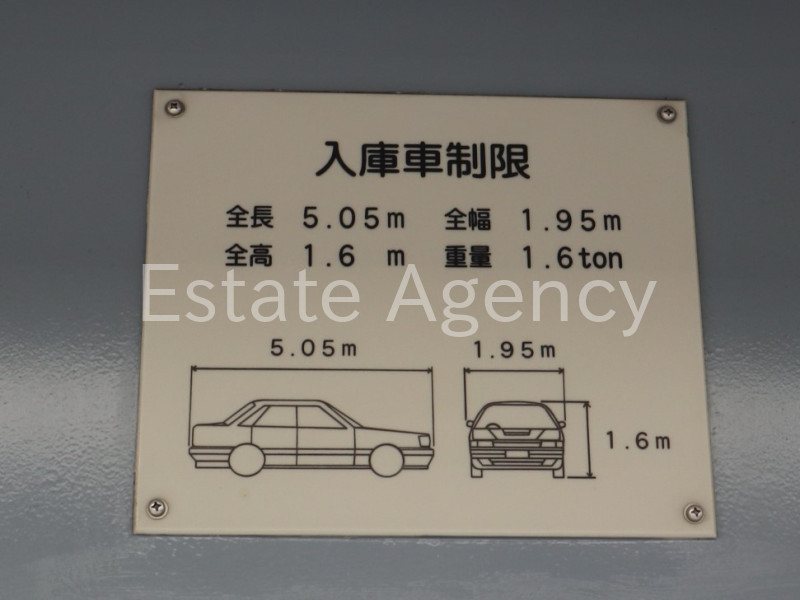 入庫車制限
全長 5.05m 全幅 1.95m
全高 1.6 m 重量 1.6ton
Estate Agency
5.05m 1.95m
1.6m